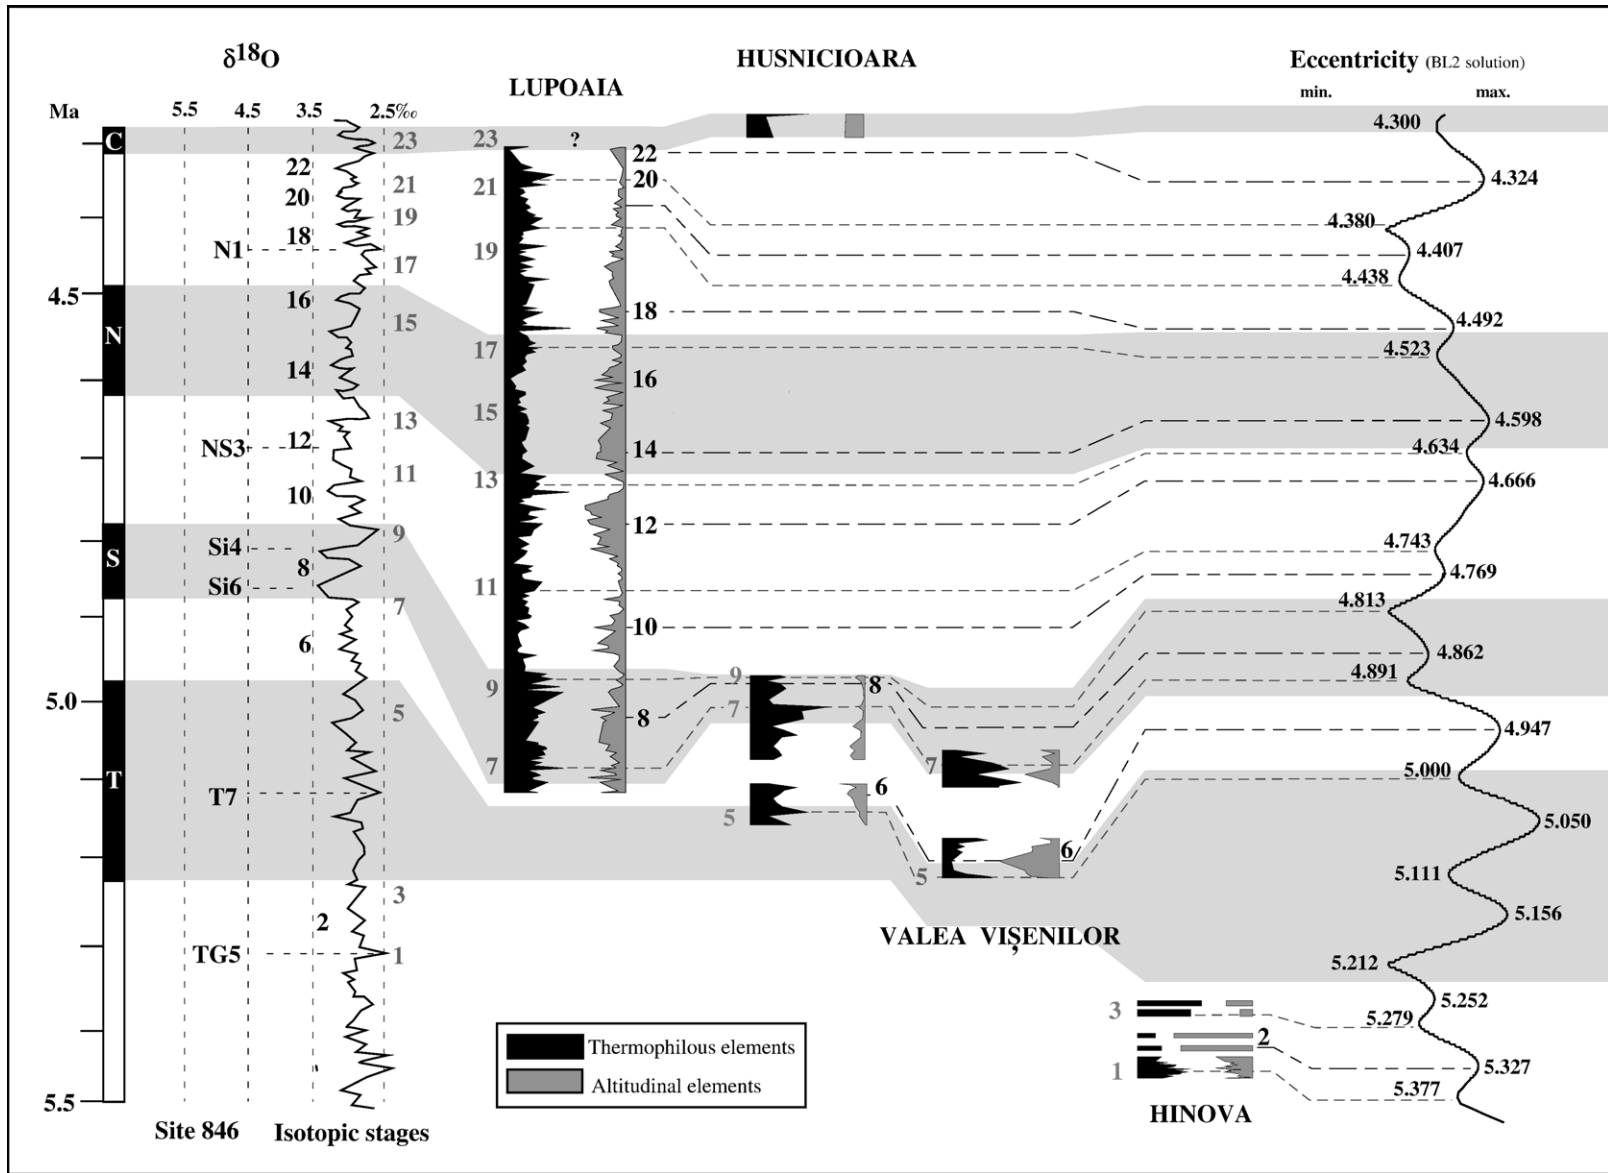 δ18O
HUSNICIOARA
Eccentricity (BL2 solution)
LUPOAIA
min. max.
Ma 5.5 4.5 3.5 2.5‰
C 23 23 ? 4.300
22 22
21 21 20 4.324
20
19 4.380
18
N1 19 4.407
17 4.438
4.5 16 18 4.492
15
N 17 4.523
14 16
13 15 4.598
12 14 4.634
NS3
11 13 4.666
10 12
S 9 4.743
Si4
8 11 4.769
Si6
7 10 4.813
6 4.862
9 9 8 4.891
5.0 5 8 7 4.947
7 7 5.000
T T7 6 5.050
5
6 5.111
5
3 5.156
2
VALEA VIȘENILOR
TG5 1 5.212
5.252
3 5.279
2
Thermophilous elements
Altitudinal elements
1 5.327
5.377
5.5 HINOVA
Site 846 Isotopic stages